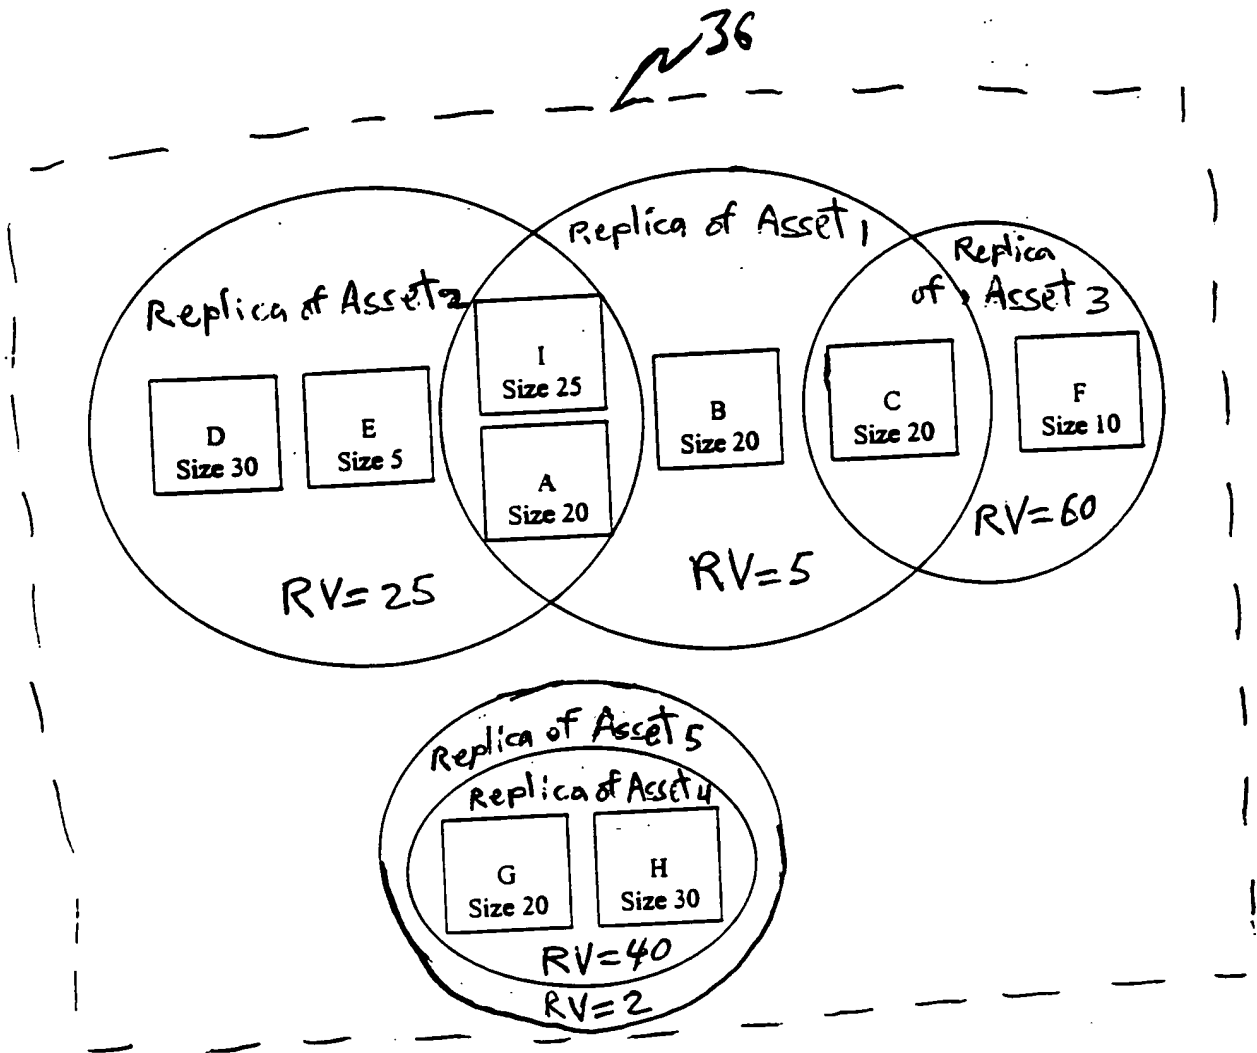 36
Replica of Asset 2
D
Size 30
E
Size 5
RV=25
Replica of Asset 1
I
Size 25
A
Size 20
B
Size 20
RV=5
Replica
of Asset 3
C
Size 20
F
Size 10
RV=60
Replica of Asset 5
Replica of Asset 4
G
Size 20
H
Size 30
RV=40
RV=2